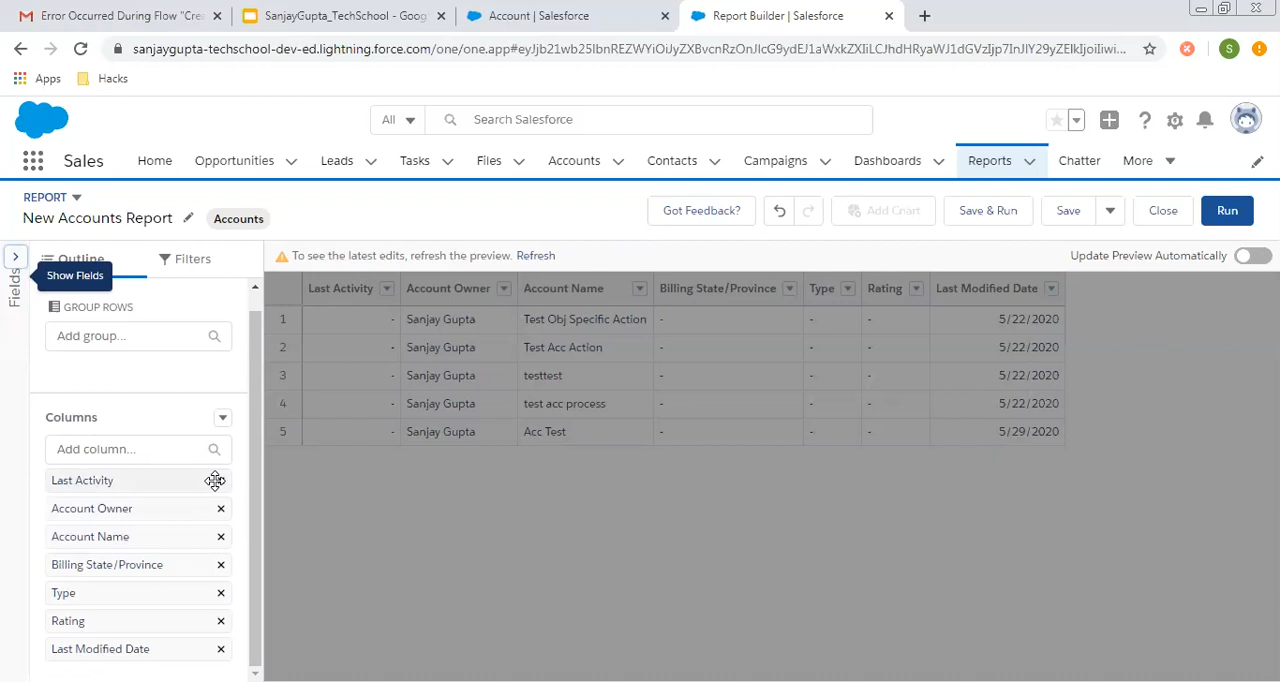 Error Occurred During Flow "Cre
SanjayGupta_TechSchool - Goog
Account | Salesforce
Report Builder | Salesforce
sanjaygupta-techschool-dev-ed.lightning.force.com/one/one.app#eyJjb21wb25lbnREZWYiOiJyZXBvcnRzOnJlcG9ydEJ1aWxkZXIiLCJhdHRyaWJ1dGVzIjp7InJlY29yZElkIjoiIiwi...
S
Apps
Hacks
All
Search Salesforce
Sales
Home
Opportunities
Leads
Tasks
Files
Accounts
Contacts
Campaigns
Dashboards
Reports
Chatter
More
REPORT
New Accounts Report
Accounts
Got Feedback?
Add Chart
Save & Run
Save
Close
Run
Fields
Show Fields
Outline
Filters
To see the latest edits, refresh the preview. Refresh
Update Preview Automatically
GROUP ROWS
Add group...
Columns
Add column...
Last Activity
Account Owner
Account Name
Billing State/Province
Type
Rating
Last Modified Date
Last Activity Account Owner Account Name Billing State/Province Type Rating Last Modified Date
1 - Sanjay Gupta Test Obj Specific Action - - - 5/22/2020
2 - Sanjay Gupta Test Acc Action - - - 5/22/2020
3 - Sanjay Gupta testtest - - - 5/22/2020
4 - Sanjay Gupta test acc process - - - 5/22/2020
5 - Sanjay Gupta Acc Test - - - 5/29/2020